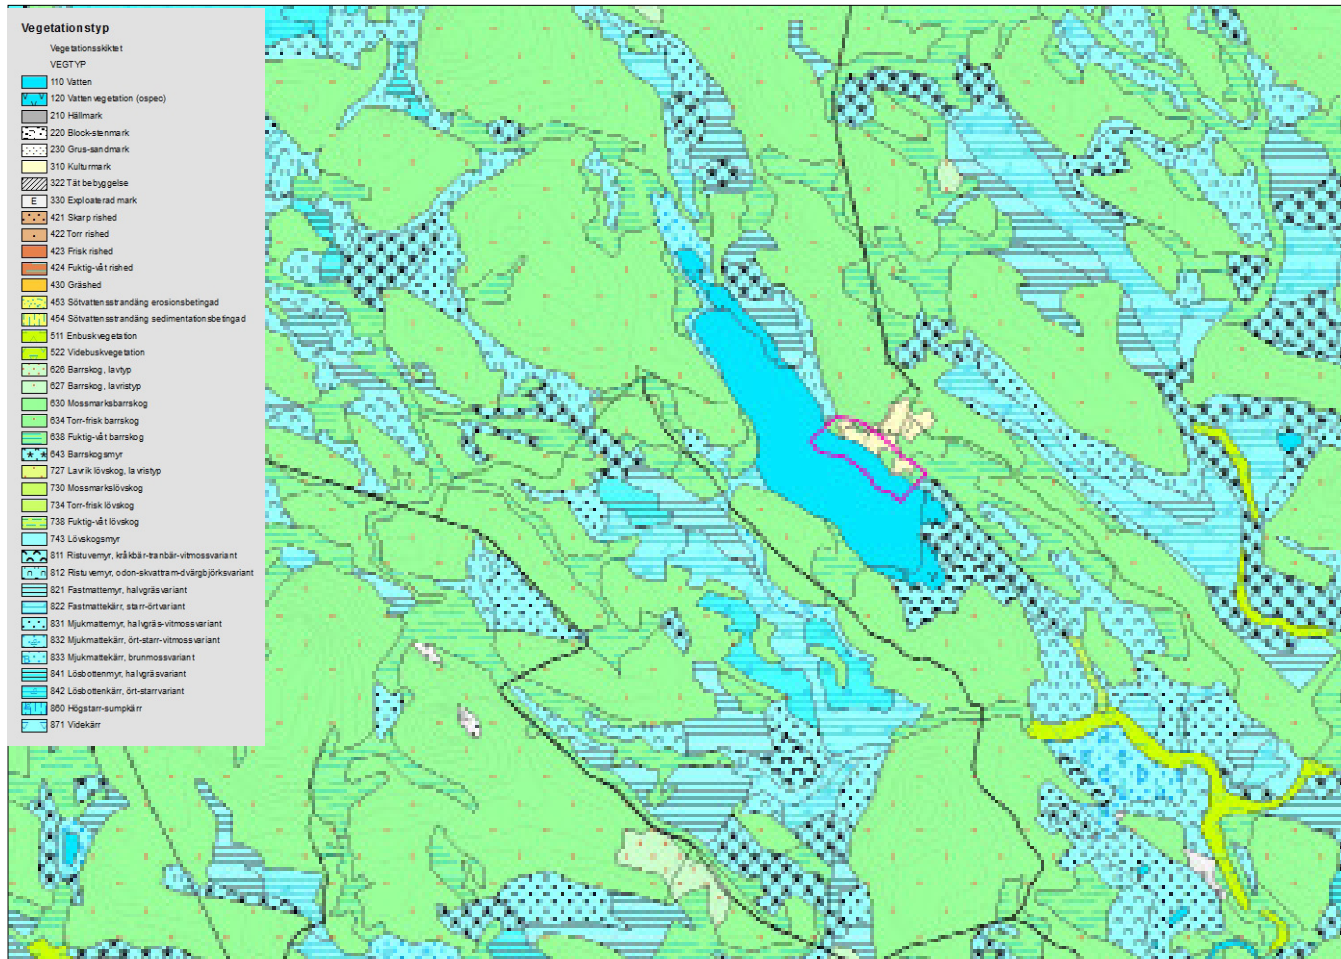 Vegetationstyp
Vegetationsskiktet
VEGTYP
110 Vatten
120 Vattenvegetation (ospec)
210 Hällmark
220 Block-stenmark
230 Grus-sandmark
310 Kulturmark
322 Tät bebyggelse
E 330 Exploaterad mark
421 Skarp rished
422 Torr rished
423 Frisk rished
424 Fuktig-våt rished
430 Gräshed
453 Sötvattensstrandäng erosionsbetingad
454 Sötvattensstrandäng sedimentationsbetingad
511 Enbuskvegetation
522 Videbuskvegetation
626 Barrskog, lavtyp
627 Barrskog, lavristyp
630 Mossmarksbarrskog
634 Torr-frisk barrskog
638 Fuktig-våt barrskog
643 Barrskogsmyr
727 Lavrik lövskog, lavristyp
730 Mossmarkslövskog
734 Torr-frisk lövskog
738 Fuktig-våt lövskog
743 Lövskogsmyr
811 Ristuvemyr, kråkbär-tranbär-vitmossvariant
812 Ristuvemyr, odon-skvattram-dvärgbjörksvariant
821 Fastmattemyr, halvgräsvariant
822 Fastmattekärr, starr-örtvariant
831 Mjukmattemyr, halvgräs-vitmossvariant
832 Mjukmattekärr, ört-starr-vitmossvariant
833 Mjukmattekärr, brunmossvariant
841 Lösbottenmyr, halvgräsvariant
842 Lösbottenkärr, ört-starrvariant
860 Högstarr-sumpkärr
871 Videkärr